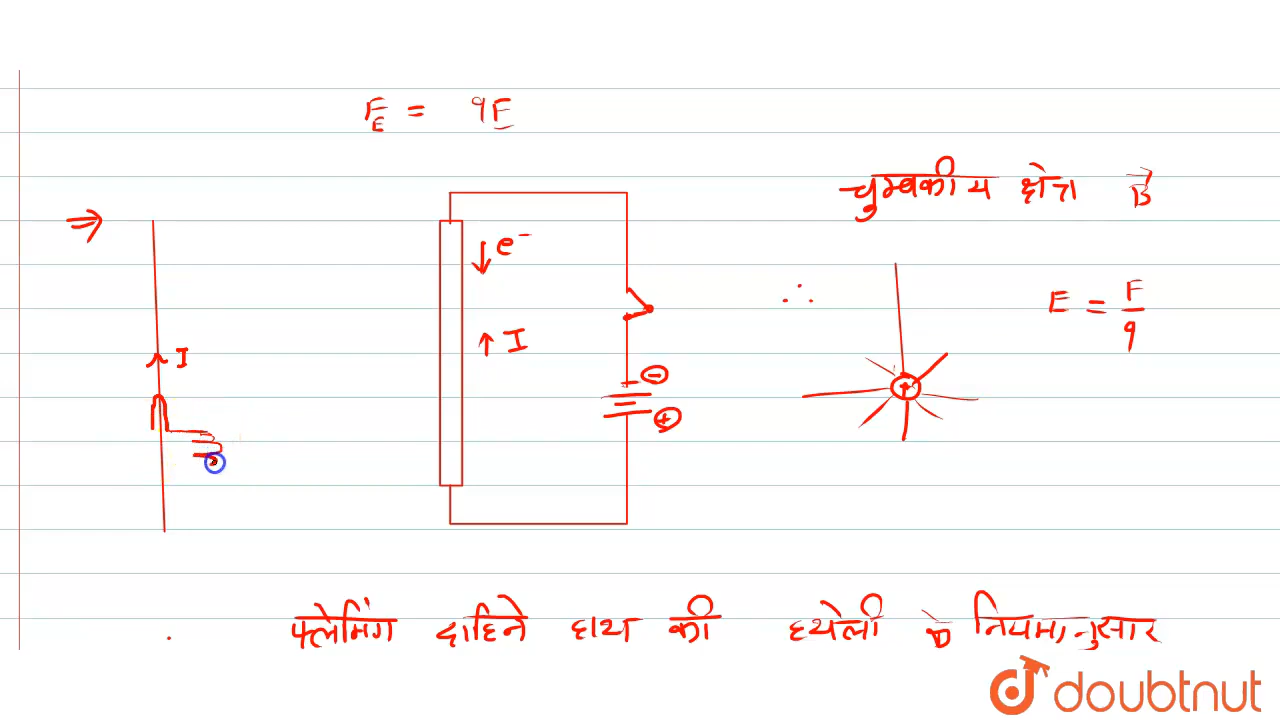 F_E = qE
चुम्बकीय क्षेत्र B⃗
⇒
e⁻
I
I
∴
E = F/q
⊖
⊕
+
फ्लेमिंग दाहिने हाथ की हथेली के नियमानुसार
doubtnut